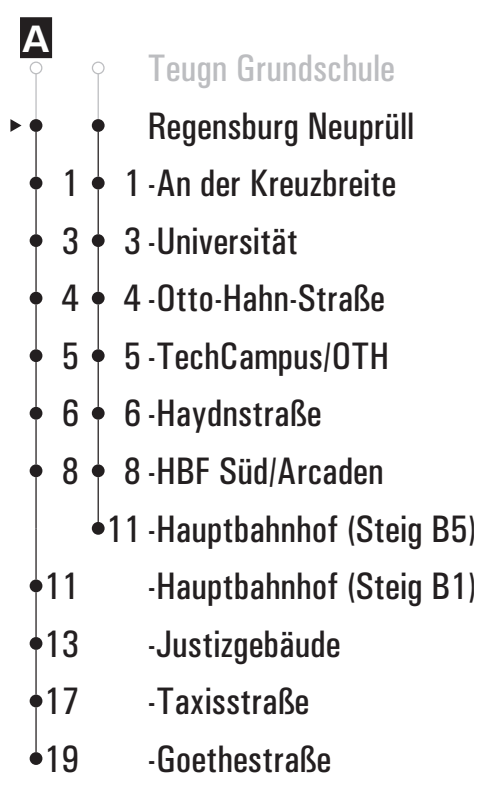 A
Teugn Grundschule
Regensburg Neuprüll
1 1 -An der Kreuzbreite
3 3 -Universität
4 4 -Otto-Hahn-Straße
5 5 -TechCampus/OTH
6 6 -Haydnstraße
8 8 -HBF Süd/Arcaden
11 -Hauptbahnhof (Steig B5)
11 -Hauptbahnhof (Steig B1)
13 -Justizgebäude
17 -Taxisstraße
19 -Goethestraße